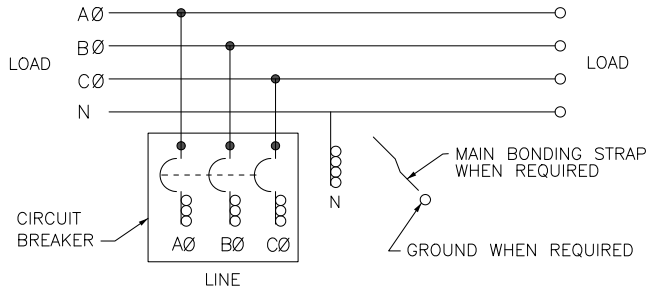 AØ
BØ
LOAD
LOAD
CØ
N
MAIN BONDING STRAP
WHEN REQUIRED
N
CIRCUIT
BREAKER
AØ BØ CØ
GROUND WHEN REQUIRED
LINE